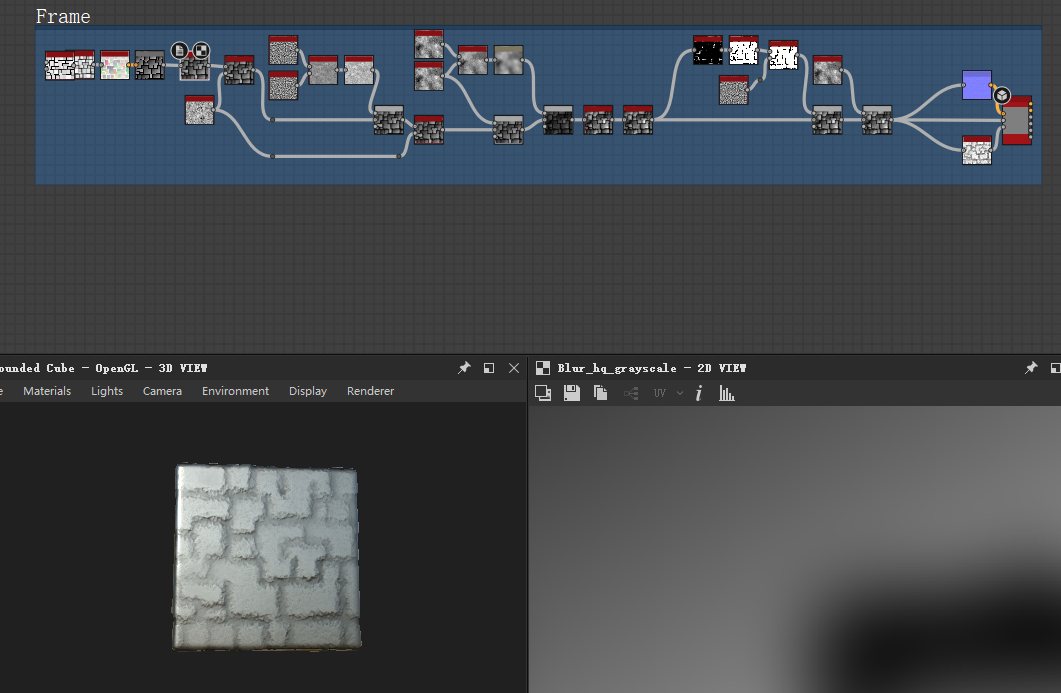 Frame
ounded Cube - OpenGL - 3D VIEW
Blur_hq_grayscale - 2D VIEW
e Materials Lights Camera Environment Display Renderer
UV
i